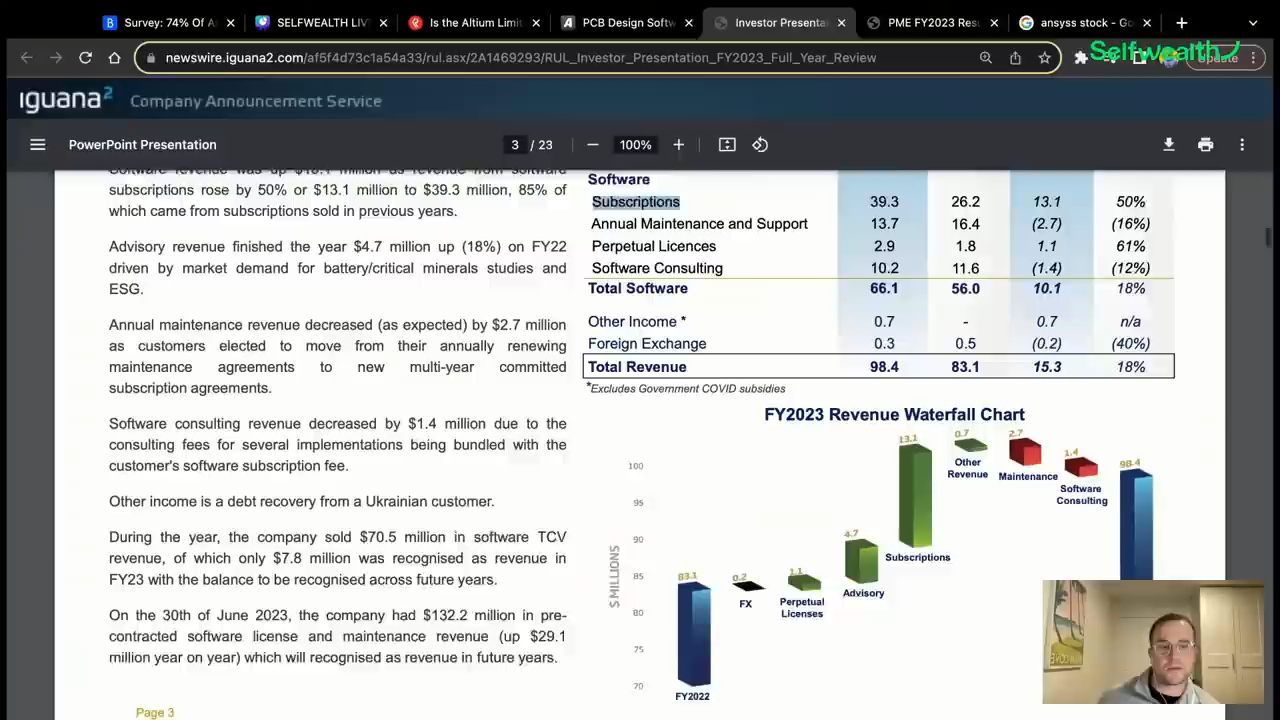 Survey: 74% Of A
SELFWEALTH LIV
Is the Altium Limit
PCB Design Softw
Investor Presenta
PME FY2023 Res
ansyss stock - Go
newswire.iguana2.com/af5f4d73c1a54a33/rul.asx/2A1469293/RUL_Investor_Presentation_FY2023_Full_Year_Review
Selfwealth
Update
iguana2 Company Announcement Service
PowerPoint Presentation
3 / 23
100%
subscriptions rose by 50% or $13.1 million to $39.3 million, 85% of
which came from subscriptions sold in previous years.
Advisory revenue finished the year $4.7 million up (18%) on FY22
driven by market demand for battery/critical minerals studies and
ESG.
Annual maintenance revenue decreased (as expected) by $2.7 million
as customers elected to move from their annually renewing
maintenance agreements to new multi-year committed
subscription agreements.
Software consulting revenue decreased by $1.4 million due to the
consulting fees for several implementations being bundled with the
customer's software subscription fee.
Other income is a debt recovery from a Ukrainian customer.
During the year, the company sold $70.5 million in software TCV
revenue, of which only $7.8 million was recognised as revenue in
FY23 with the balance to be recognised across future years.
On the 30th of June 2023, the company had $132.2 million in pre-
contracted software license and maintenance revenue (up $29.1
million year on year) which will recognised as revenue in future years.
Page 3
Software
Subscriptions 39.3 26.2 13.1 50%
Annual Maintenance and Support 13.7 16.4 (2.7) (16%)
Perpetual Licences 2.9 1.8 1.1 61%
Software Consulting 10.2 11.6 (1.4) (12%)
Total Software 66.1 56.0 10.1 18%
Other Income * 0.7 - 0.7 n/a
Foreign Exchange 0.3 0.5 (0.2) (40%)
Total Revenue 98.4 83.1 15.3 18%
*Excludes Government COVID subsidies
FY2023 Revenue Waterfall Chart
$ MILLIONS
100
95
90
85
80
75
70
83.1
FY2022
0.2
FX
1.1
Perpetual
Licenses
4.7
Advisory
13.1
Subscriptions
0.7
Other
Revenue
2.7
Maintenance
1.4
Software
Consulting
98.4